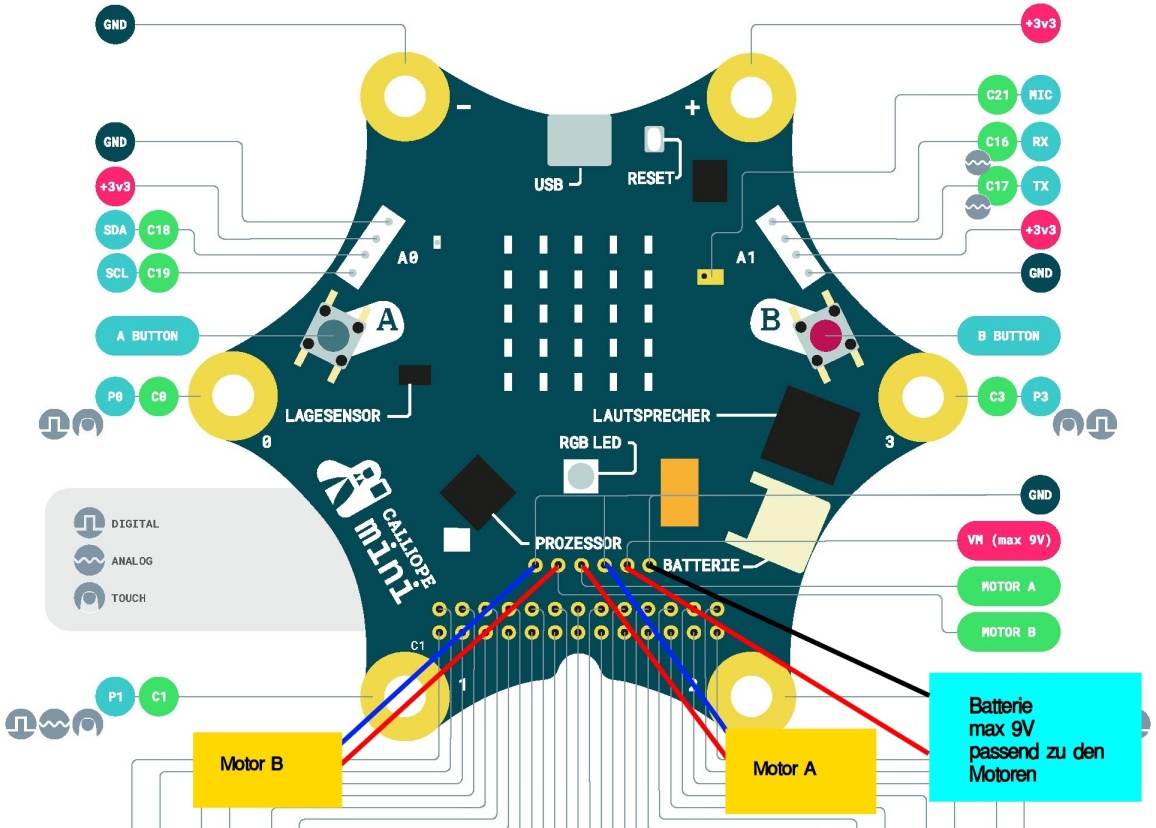 GND
+3v3
C21 MIC
C16 RX
C17 TX
+3v3
GND
GND
+3v3
SDA C18
SCL C19
A BUTTON
P0 C0
- +
USB
RESET
A0
A1
A
B
B BUTTON
C3 P3
LAGESENSOR
LAUTSPRECHER
0
3
RGB LED
CALLIOPE
mini
PROZESSOR
BATTERIE
DIGITAL
ANALOG
TOUCH
GND
VM (max 9V)
MOTOR A
MOTOR B
C1
1
P1 C1
Motor B
Motor A
Batterie
max 9V
passend zu den
Motoren